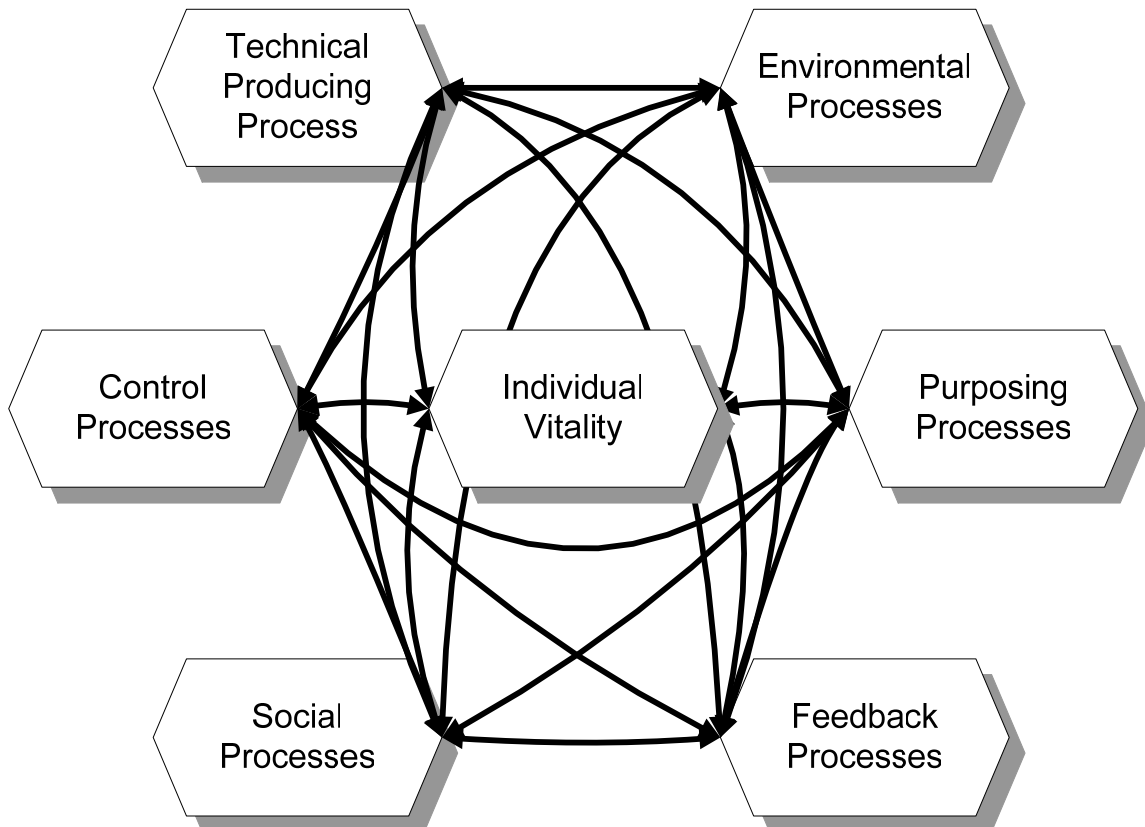 Technical
Producing
Process
Environmental
Processes
Control
Processes
Individual
Vitality
Purposing
Processes
Social
Processes
Feedback
Processes